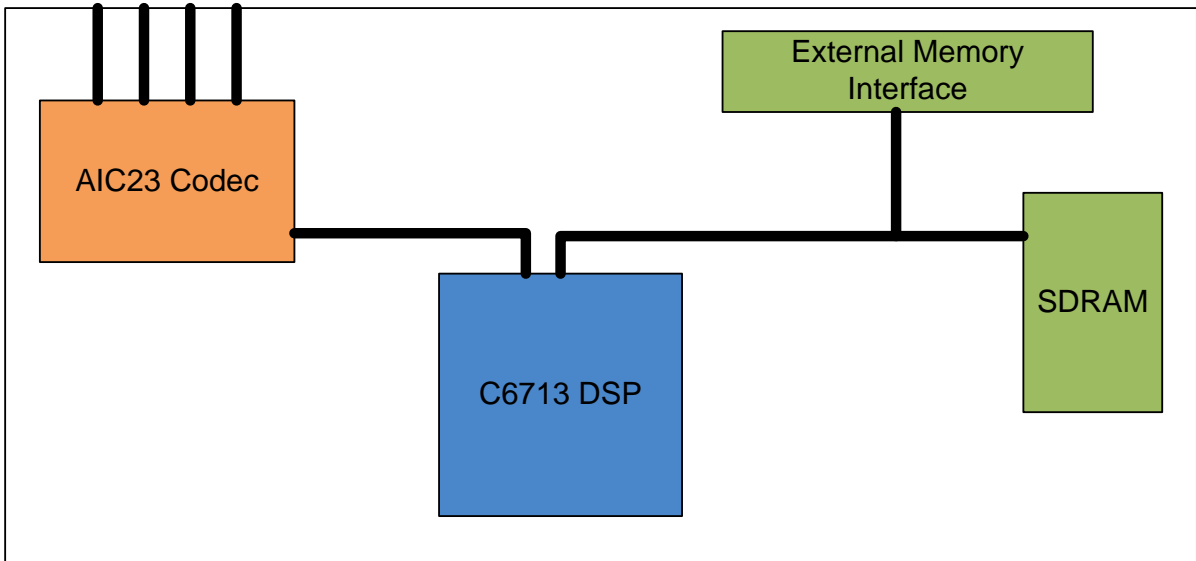 External Memory
Interface
AIC23 Codec
SDRAM
C6713 DSP